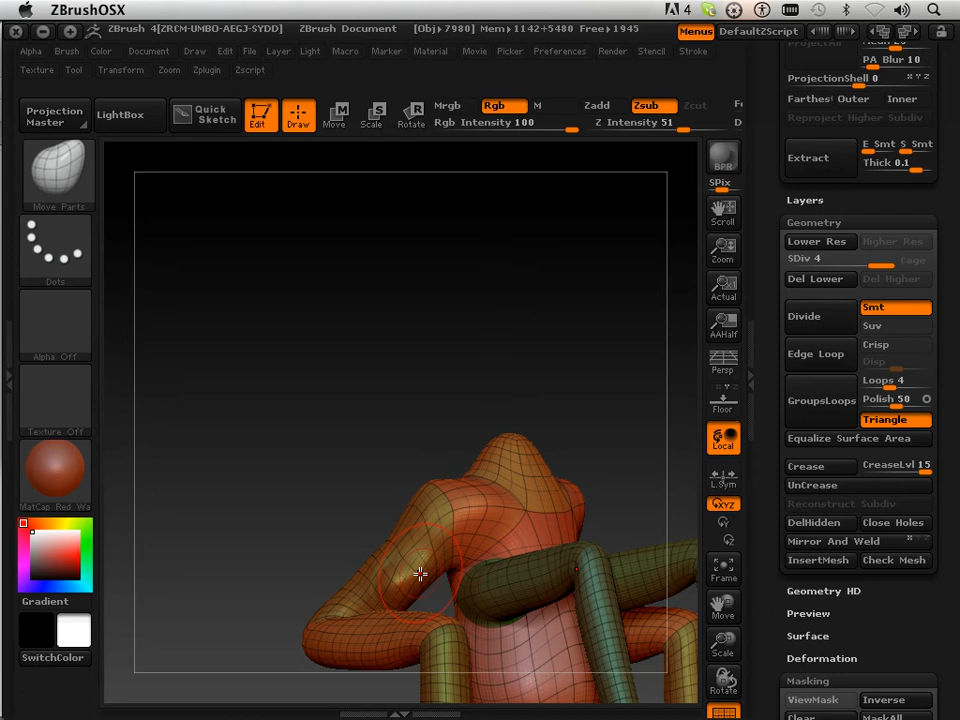 ZBrushOSX
4
ZBrush 4[ZRCM-UMBO-AEGJ-SYDD] ZBrush Document [Obj▸7980] Mem▸1142+5480 Free▸1945 Menus DefaultZScript
Alpha Brush Color Document Draw Edit File Layer Light Macro Marker Material Movie Picker Preferences Render Stencil Stroke
Texture Tool Transform Zoom Zplugin Zscript
Projection Master
LightBox
Quick Sketch
Edit
Draw
Move
Scale
Rotate
Mrgb Rgb M
Rgb Intensity 100
Zadd Zsub Zcut
Z Intensity 51
Move Parts
Dots
Alpha Off
Texture Off
MatCap Red Wa
Gradient
SwitchColor
BPR
SPix
Scroll
Zoom
Actual
AAHalf
Persp
Floor
Local
L.Sym
XYZ
Frame
Move
Scale
Rotate
PA Blur 10
ProjectionShell 0
Farthest Outer Inner
Reproject Higher Subdiv
Extract
E Smt S Smt
Thick 0.1
Layers
Geometry
Lower Res Higher Res
SDiv 4 Cage
Del Lower Del Higher
Divide
Smt
Suv
Edge Loop
Crisp
Disp
GroupsLoops
Loops 4
Polish 50
Triangle
Equalize Surface Area
Crease CreaseLvl 15
UnCrease
Reconstruct Subdiv
DelHidden Close Holes
Mirror And Weld
InsertMesh Check Mesh
Geometry HD
Preview
Surface
Deformation
Masking
ViewMask Inverse
Clear MaskAll